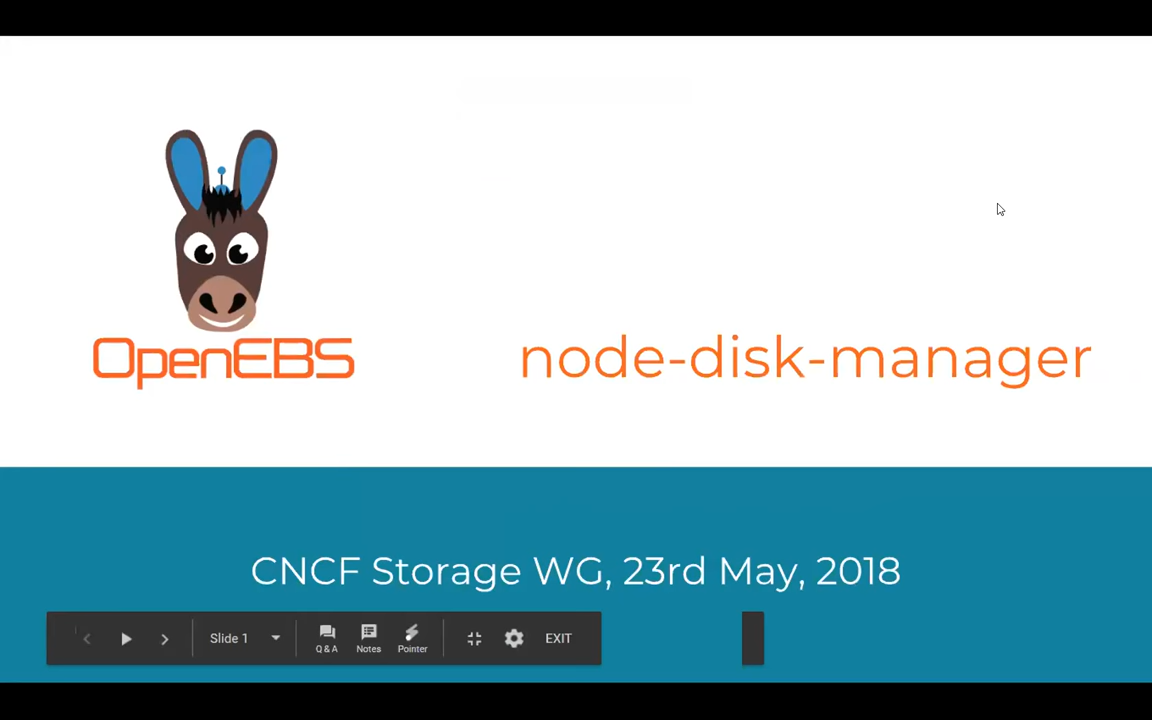 OpenEBS
node-disk-manager
CNCF Storage WG, 23rd May, 2018
Slide 1
Q & A
Notes
Pointer
EXIT